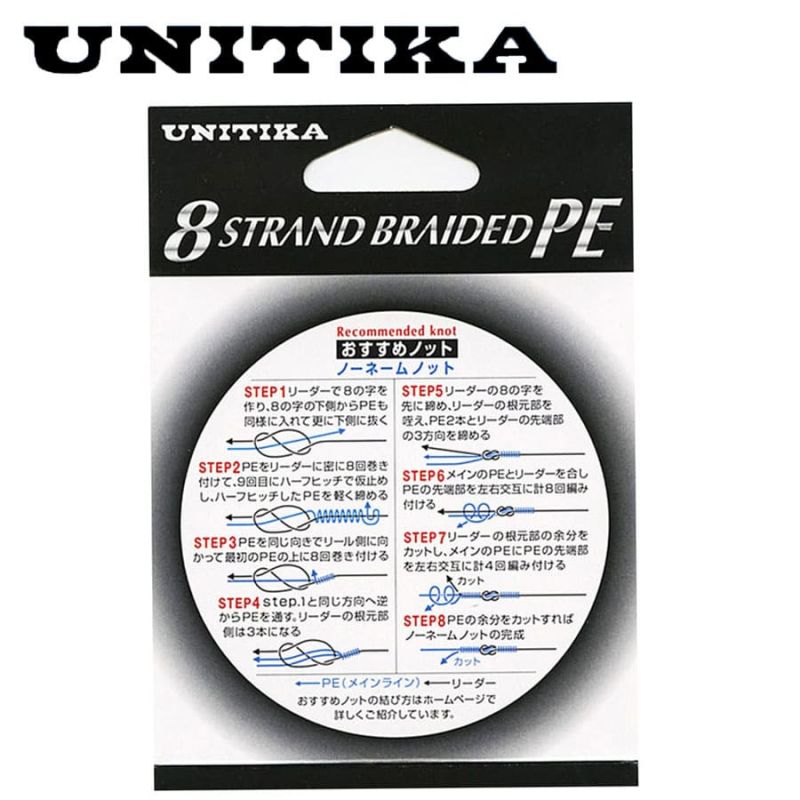 UNITIKA
UNITIKA
8 STRAND BRAIDED PE
Recommended knot
おすすめノット
ノーネームノット
STEP1リーダーで8の字を
作り、8の字の下側からPEも
同様に入れて更に下側に抜く
STEP2PEをリーダーに密に8回巻き
付けて、9回目にハーフヒッチで仮止め
し、ハーフヒッチしたPEを軽く締める
STEP3PEを同じ向きでリール側に向
かって最初のPEの上に8回巻き付ける
STEP4step.1と同じ方向へ逆
からPEを通す。リーダーの根元部
側は3本になる
STEP5リーダーの8の字を
先に締め、リーダーの根元部を
咥え、PE2本とリーダーの先端部
の3方向を締める
STEP6メインのPEとリーダーを合し
PEの先端部を左右交互に計8回編み
付ける
STEP7リーダーの根元部の余分を
カットし、メインのPEにPEの先端部
を左右交互に計4回編み付ける
カット
STEP8PEの余分をカットすれば
ノーネームノットの完成
カット
PE(メインライン) リーダー
おすすめノットの結び方はホームページで
詳しくご紹介しています。